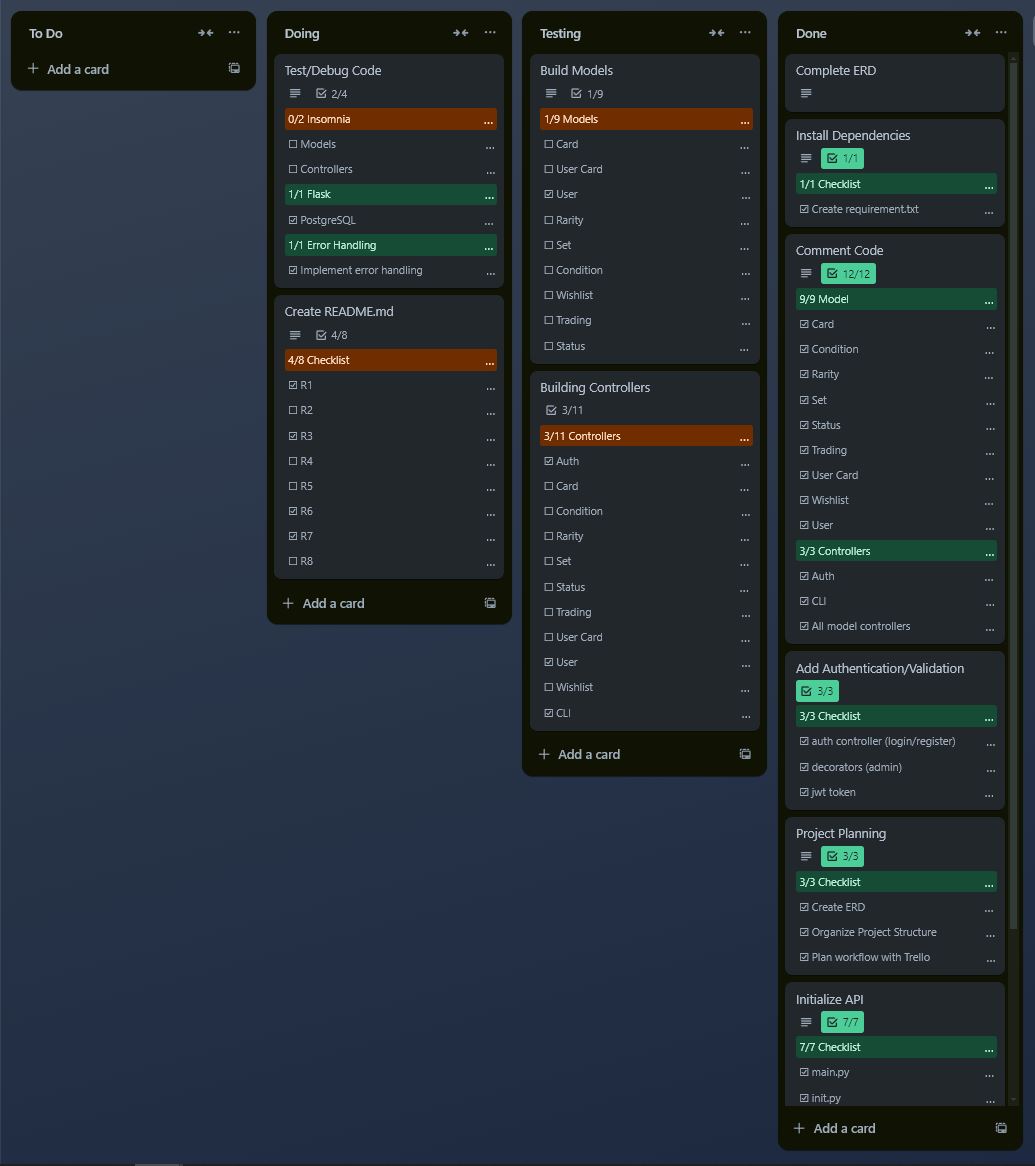 To Do
...
Add a card
Doing
...
Test/Debug Code
2/4
0/2 Insomnia ...
Models ...
Controllers ...
1/1 Flask ...
PostgreSQL ...
1/1 Error Handling ...
Implement error handling ...
Create README.md
4/8
4/8 Checklist ...
R1 ...
R2 ...
R3 ...
R4 ...
R5 ...
R6 ...
R7 ...
R8 ...
Add a card
Testing
...
Build Models
1/9
1/9 Models ...
Card ...
User Card ...
User ...
Rarity ...
Set ...
Condition ...
Wishlist ...
Trading ...
Status ...
Building Controllers
3/11
3/11 Controllers ...
Auth ...
Card ...
Condition ...
Rarity ...
Set ...
Status ...
Trading ...
User Card ...
User ...
Wishlist ...
CLI ...
Add a card
Done
...
Complete ERD
Install Dependencies
1/1
1/1 Checklist ...
Create requirement.txt ...
Comment Code
12/12
9/9 Model ...
Card ...
Condition ...
Rarity ...
Set ...
Status ...
Trading ...
User Card ...
Wishlist ...
User ...
3/3 Controllers ...
Auth ...
CLI ...
All model controllers ...
Add Authentication/Validation
3/3
3/3 Checklist ...
auth controller (login/register) ...
decorators (admin) ...
jwt token ...
Project Planning
3/3
3/3 Checklist ...
Create ERD ...
Organize Project Structure ...
Plan workflow with Trello ...
Initialize API
7/7
7/7 Checklist ...
main.py ...
init.py ...
Add a card